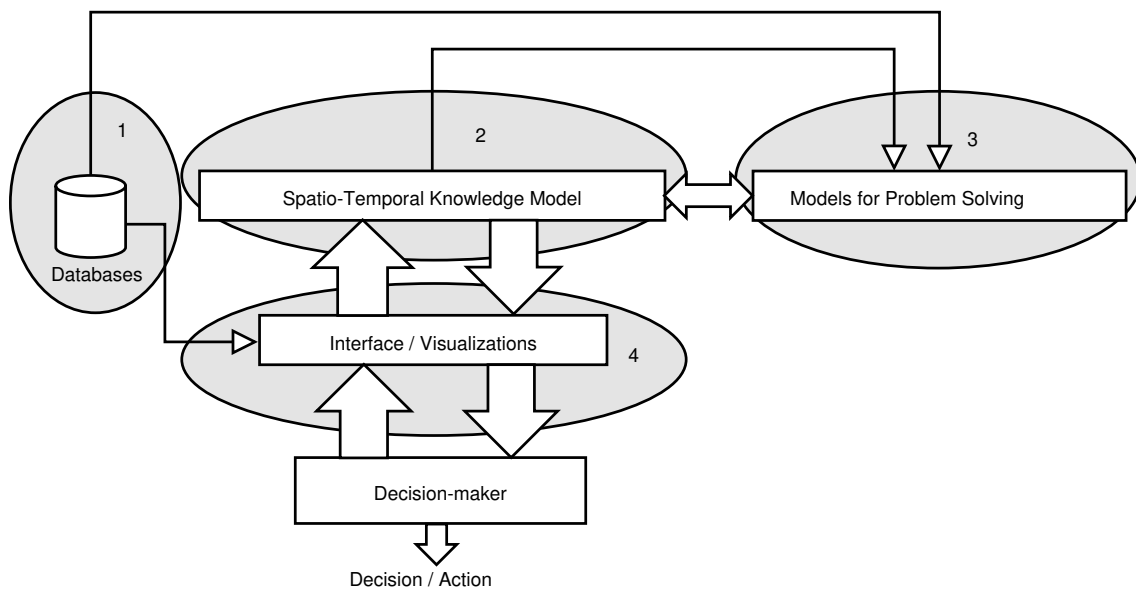 1
2
3
Spatio-Temporal Knowledge Model
Models for Problem Solving
Databases
Interface / Visualizations
4
Decision-maker
Decision / Action